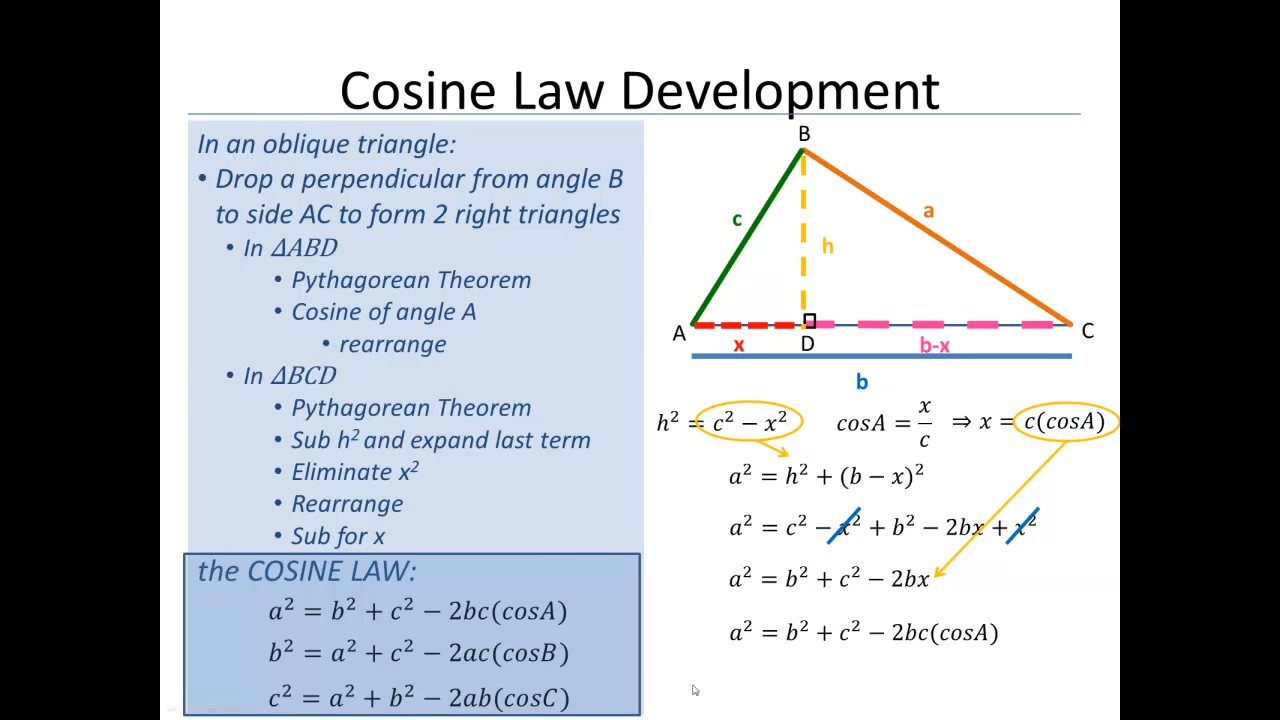 Cosine Law Development
In an oblique triangle:
• Drop a perpendicular from angle B
to side AC to form 2 right triangles
• In ΔABD
• Pythagorean Theorem
• Cosine of angle A
• rearrange
• In ΔBCD
• Pythagorean Theorem
• Sub h² and expand last term
• Eliminate x²
• Rearrange
• Sub for x
the COSINE LAW:
a² = b² + c² − 2bc(cosA)
b² = a² + c² − 2ac(cosB)
c² = a² + b² − 2ab(cosC)
B
c
a
h
A
D
C
x
b-x
b
h² = c² − x²
cosA = x/c ⇒ x = c(cosA)
a² = h² + (b − x)²
a² = c² − x² + b² − 2bx + x²
a² = b² + c² − 2bx
a² = b² + c² − 2bc(cosA)